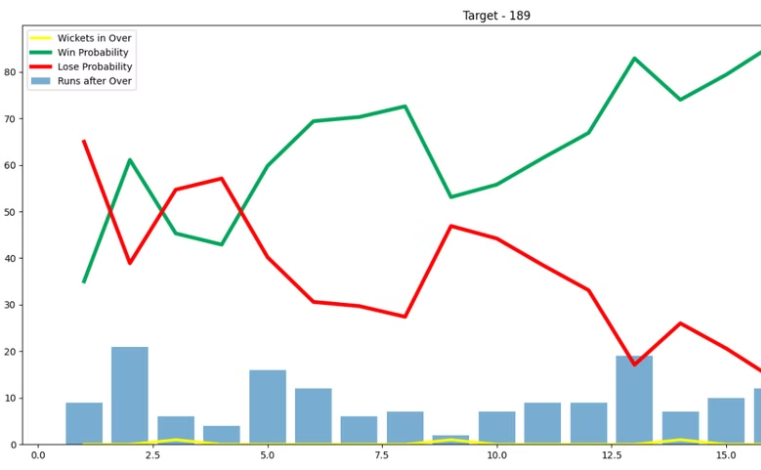 Target - 189
Wickets in Over
Win Probability
Lose Probability
Runs after Over
80
70
60
50
40
30
20
10
0
0.0 2.5 5.0 7.5 10.0 12.5 15.0